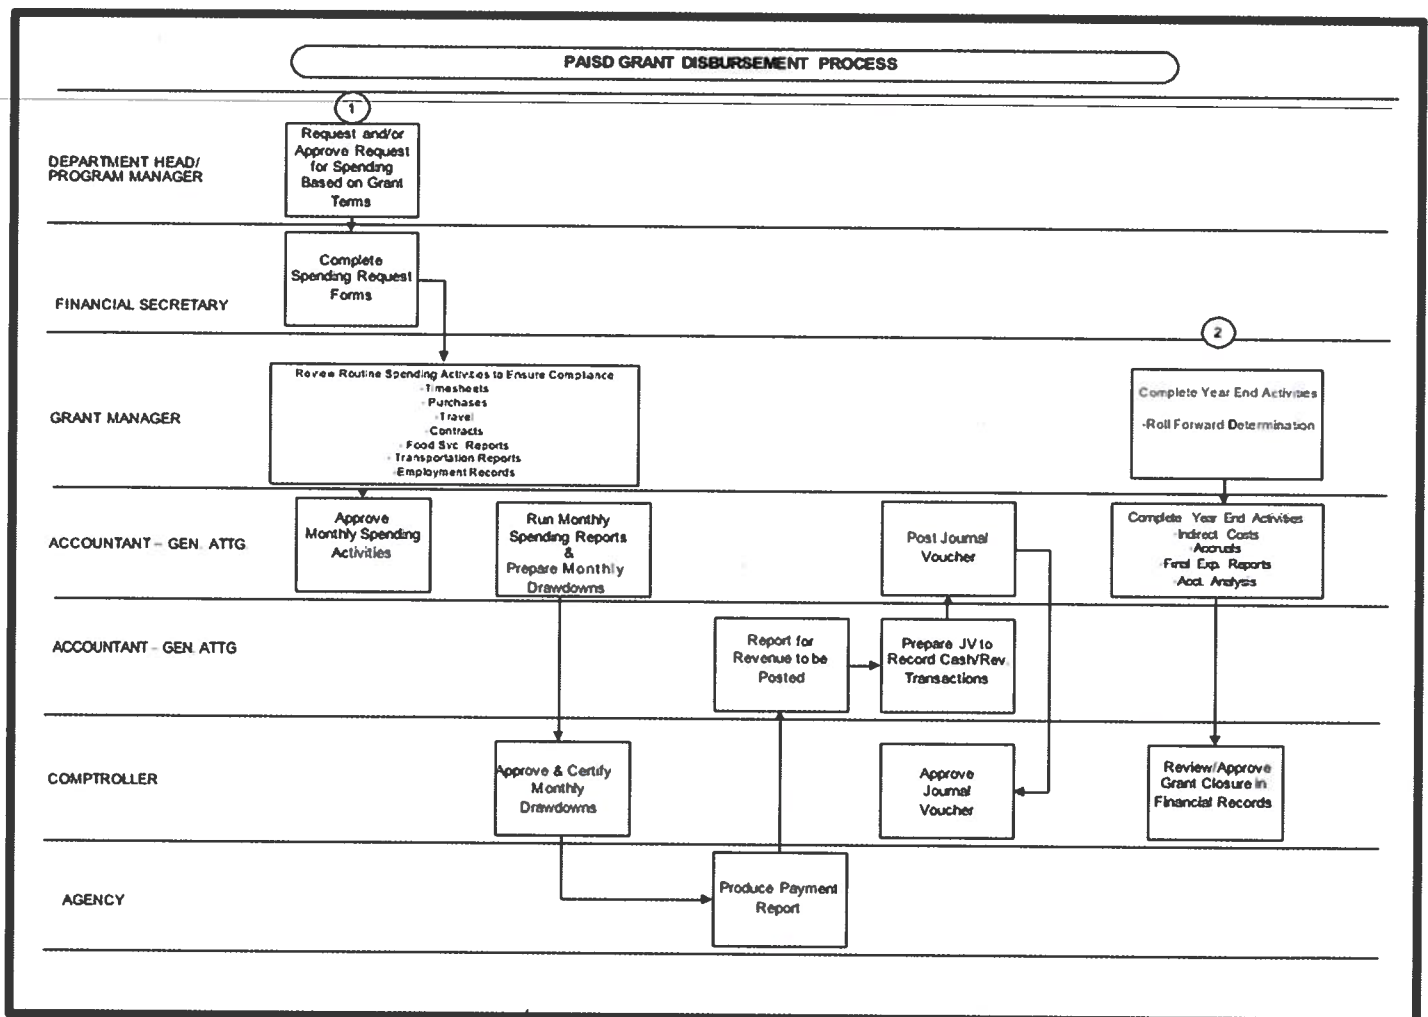 PAISD GRANT DISBURSEMENT PROCESS
1
DEPARTMENT HEAD/
PROGRAM MANAGER
Request and/or
Approve Request
for Spending
Based on Grant
Terms
FINANCIAL SECRETARY
Complete
Spending Request
Forms
2
GRANT MANAGER
Review Routine Spending Activities to Ensure Compliance
-Timesheets
-Purchases
-Travel
-Contracts
-Food Svc. Reports
-Transportation Reports
-Employment Records
Complete Year End Activities
-Roll Forward Determination
ACCOUNTANT – GEN. ATTG
Approve
Monthly Spending
Activities
Run Monthly
Spending Reports
&
Prepare Monthly
Drawdowns
Post Journal
Voucher
Complete Year End Activities
-Indirect Costs
-Accruals
-Final Exp. Reports
-Acct. Analysis
ACCOUNTANT – GEN. ATTG
Report for
Revenue to be
Posted
Prepare JV to
Record Cash/Rev.
Transactions
COMPTROLLER
Approve & Certify
Monthly
Drawdowns
Approve
Journal
Voucher
Review/Approve
Grant Closure in
Financial Records
AGENCY
Produce Payment
Report